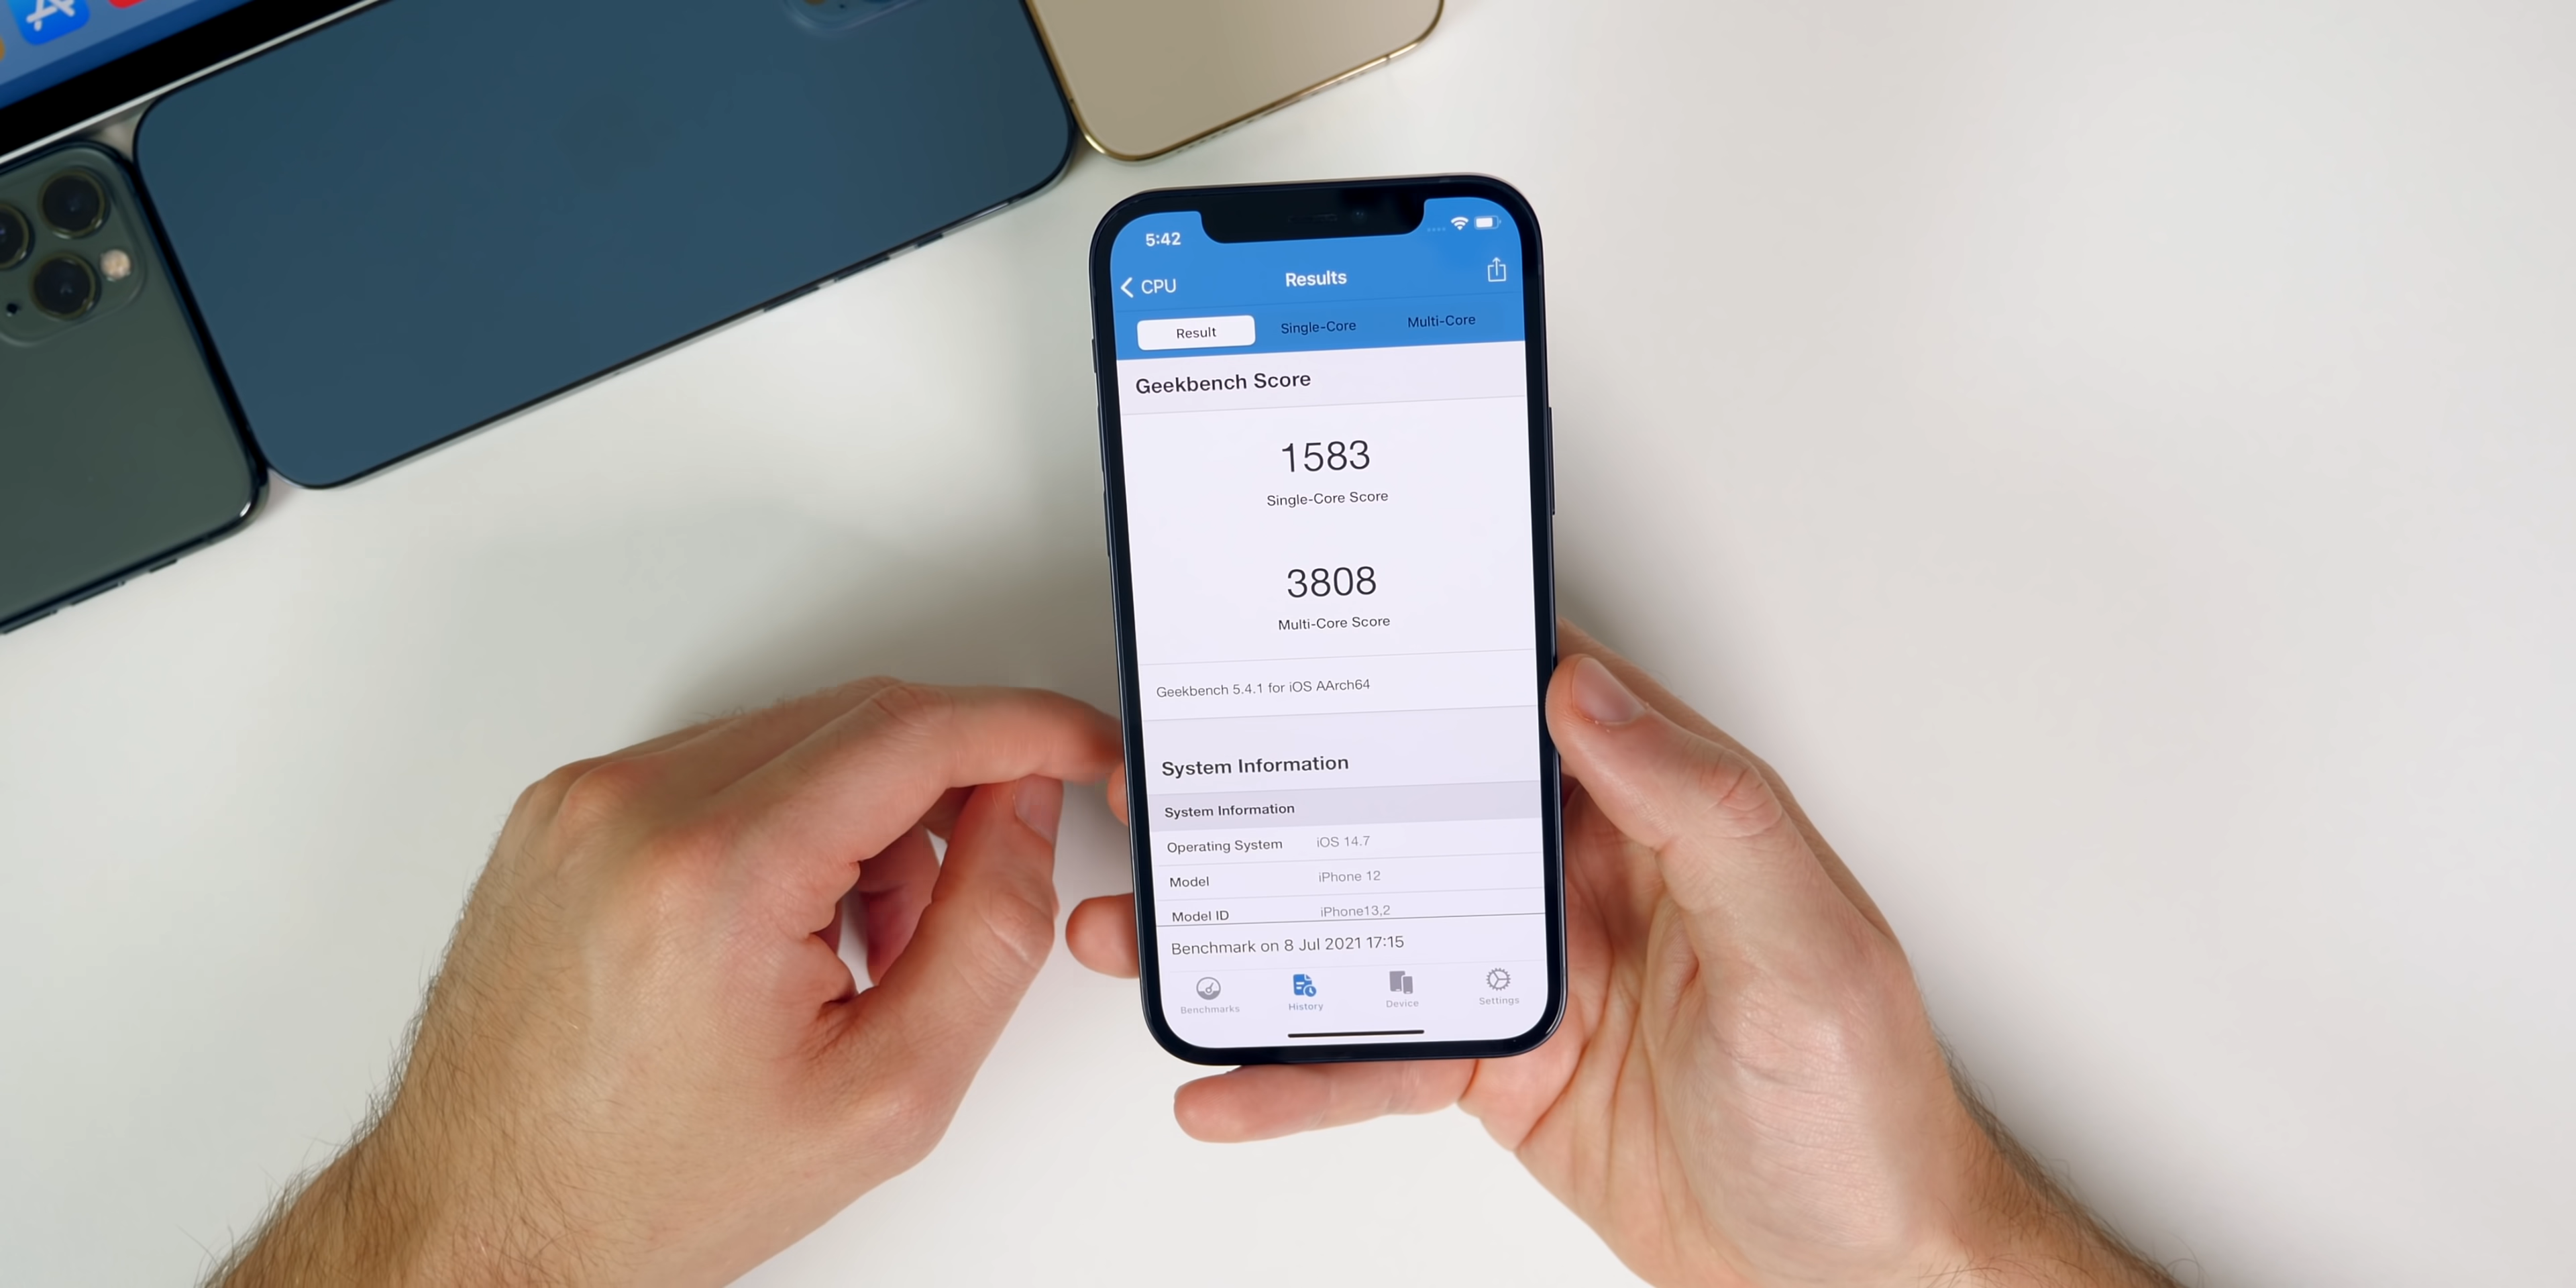 5:42
CPU
Results
Result
Single-Core
Multi-Core
Geekbench Score
1583
Single-Core Score
3808
Multi-Core Score
Geekbench 5.4.1 for iOS AArch64
System Information
System Information
Operating System iOS 14.7
Model iPhone 12
Model ID iPhone13,2
Benchmark on 8 Jul 2021 17:15
Benchmarks
History
Device
Settings